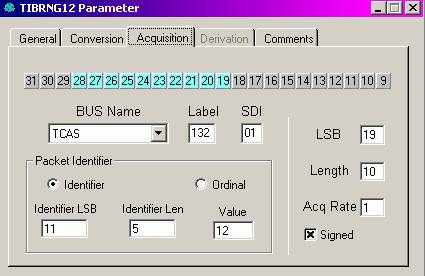 TIBRNG12 Parameter
General Conversion Acquisition Derivation Comments
31 30 29 28 27 26 25 24 23 22 21 20 19 18 17 16 15 14 13 12 11 10 9
BUS Name Label SDI
TCAS 132 01
LSB 19
Packet Identifier
Length 10
Identifier Ordinal
Identifier LSB Identifier Len Value
Acq Rate 1
11 5 12
Signed